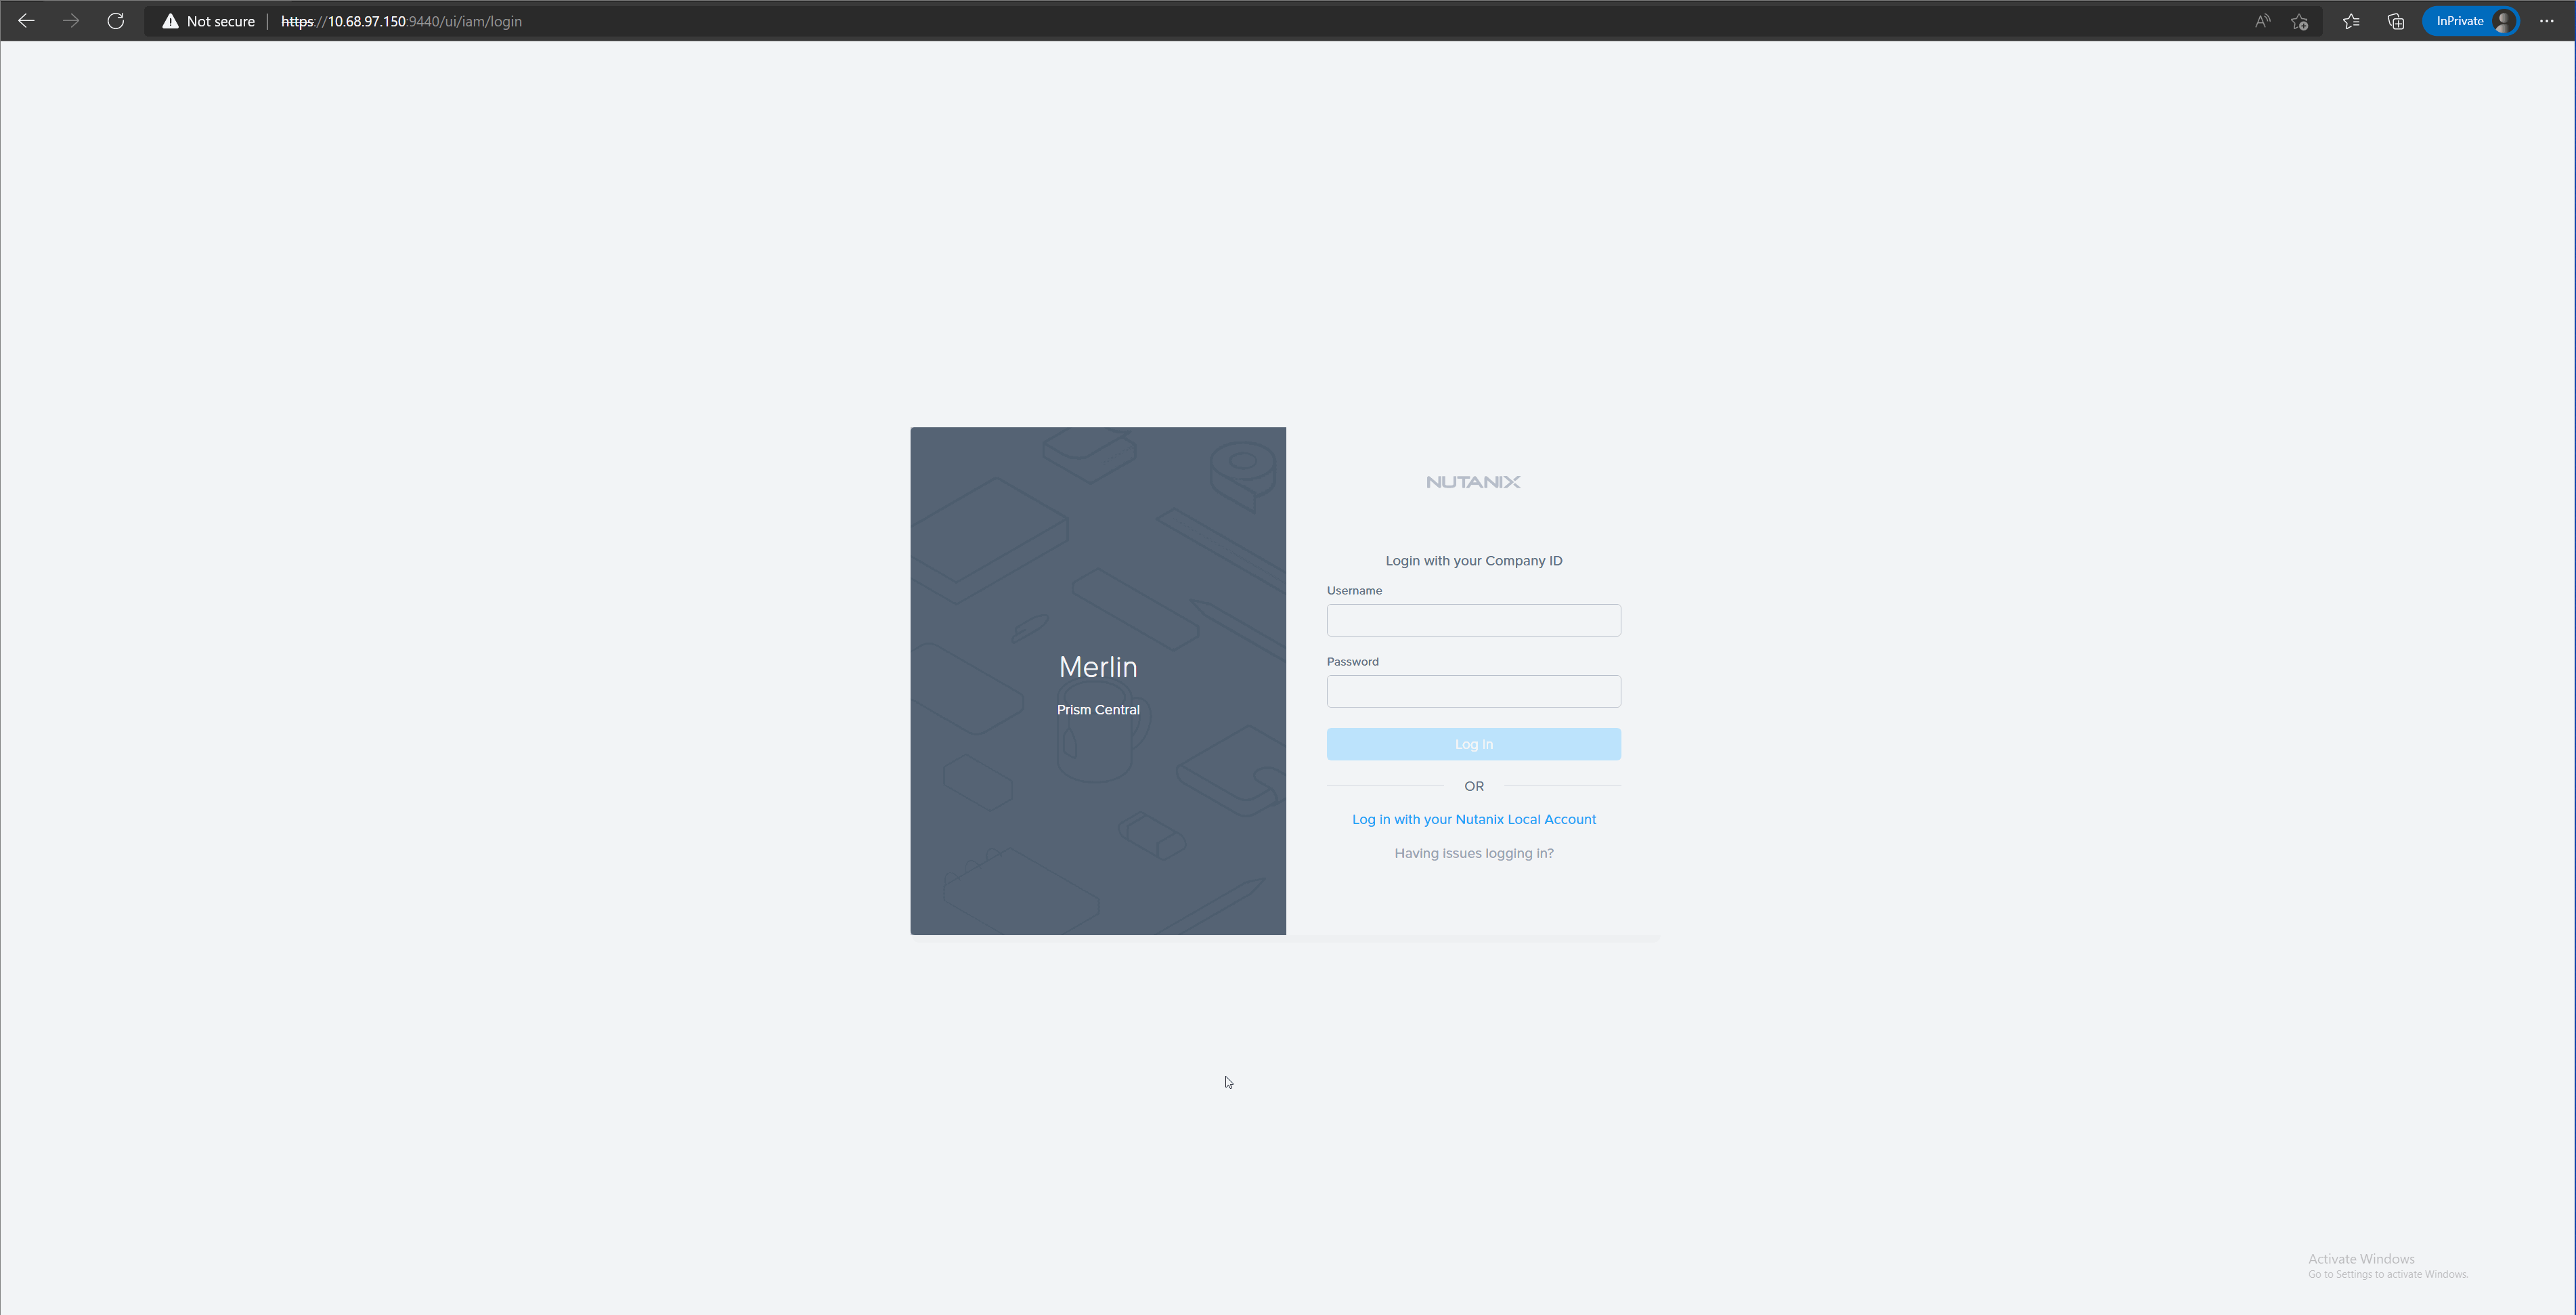 Not secure
https://10.68.97.150:9440/ui/iam/login
InPrivate
NUTANIX
Login with your Company ID
Username
Password
Merlin
Prism Central
Log In
OR
Log in with your Nutanix Local Account
Having issues logging in?
Activate Windows
Go to Settings to activate Windows.